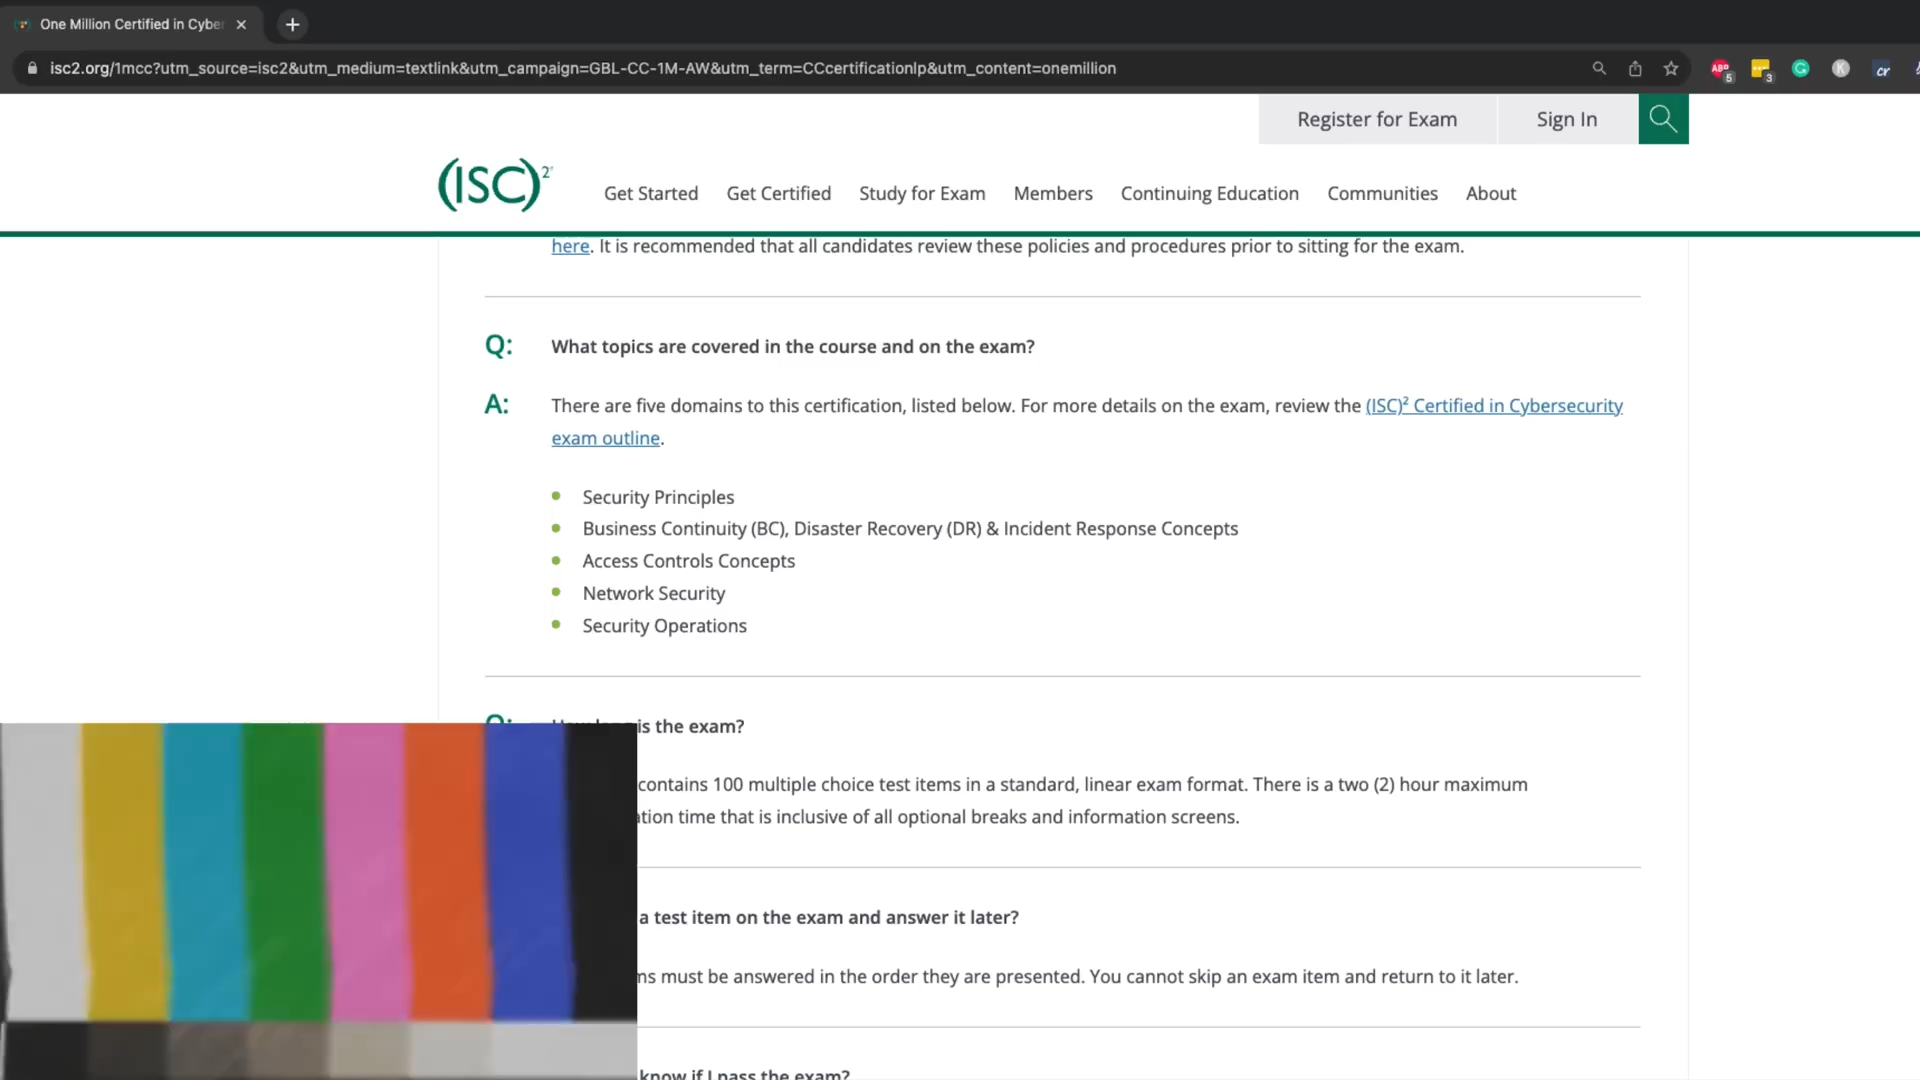 One Million Certified in Cybe
isc2.org/1mcc?utm_source=isc2&utm_medium=textlink&utm_campaign=GBL-CC-1M-AW&utm_term=CCcertificationlp&utm_content=onemillion
ABP 5 3 G K cr
Register for Exam Sign In
(ISC)²
Get Started Get Certified Study for Exam Members Continuing Education Communities About
here. It is recommended that all candidates review these policies and procedures prior to sitting for the exam.
Q: What topics are covered in the course and on the exam?
A: There are five domains to this certification, listed below. For more details on the exam, review the (ISC)² Certified in Cybersecurity
exam outline.
Security Principles
Business Continuity (BC), Disaster Recovery (DR) & Incident Response Concepts
Access Controls Concepts
Network Security
Security Operations
is the exam?
contains 100 multiple choice test items in a standard, linear exam format. There is a two (2) hour maximum
time that is inclusive of all optional breaks and information screens.
a test item on the exam and answer it later?
must be answered in the order they are presented. You cannot skip an exam item and return to it later.
know if I pass the exam?